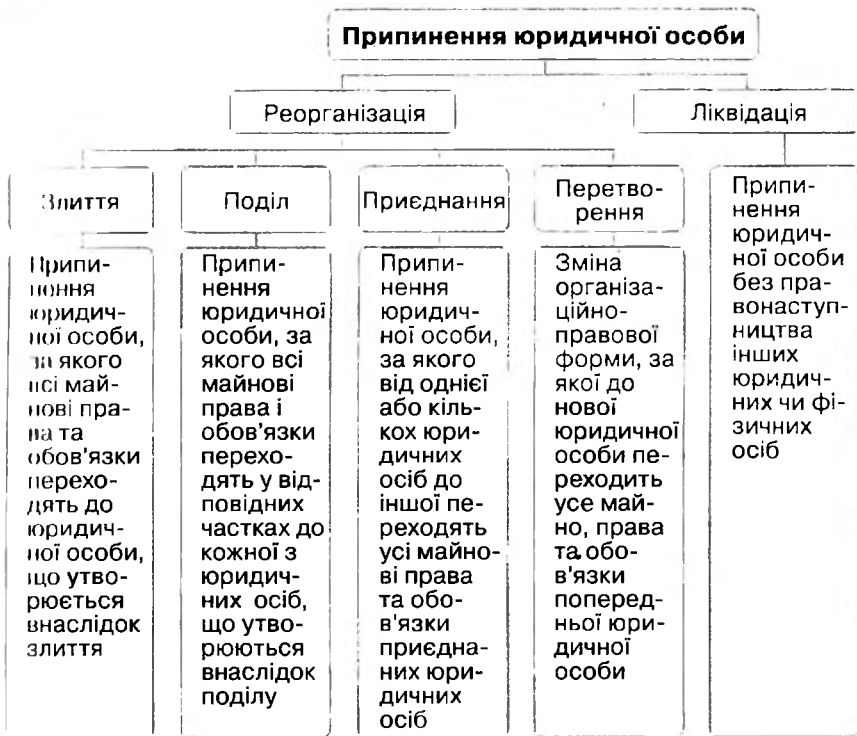 Припинення юридичної особи
Реорганізація
Ліквідація
Злиття
Поділ
Приєднання
Перетво-
рення
Припи-
нення
юридич-
ної особи,
за якого
всі май-
нові пра-
ва та
обов'язки
перехо-
дять до
юридич-
ної особи,
що утво-
рюється
внаслідок
злиття
Припи-
нення
юридичної
особи, за
якого всі
майнові
права і
обов'язки
перехо-
дять у від-
повідних
частках до
кожної з
юридич-
них осіб,
що утво-
рюються
внаслідок
поділу
Припи-
нення
юридич-
ної особи,
за якого
від однієї
або кіль-
кох юри-
дичних
осіб до
іншої пе-
реходять
усі майно-
ві права
та обо-
в'язки
приєдна-
них юри-
дичних
осіб
Зміна
організа-
ційно-
правової
форми, за
якої до
нової
юридичної
особи пе-
реходить
усе май-
но, права
та обо-
в'язки
поперед-
ньої юри-
дичної
особи
Припи-
нення
юридич-
ної особи
без пра-
вонаступ-
ництва
інших
юридич-
них чи фі-
зичних
осіб